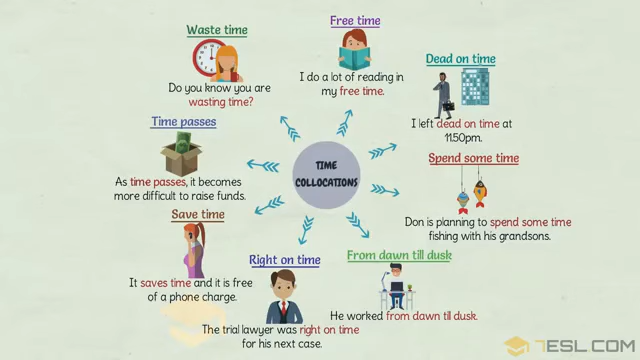 Free time
I do a lot of reading in
my free time.
Waste time
Do you know you are
wasting time?
Dead on time
I left dead on time at
11.50pm.
Time passes
As time passes, it becomes
more difficult to raise funds.
TIME
COLLOCATIONS
Spend some time
Don is planning to spend some time
fishing with his grandsons.
Save time
It saves time and it is free
of a phone charge.
Right on time
The trial lawyer was right on time
for his next case.
From dawn till dusk
He worked from dawn till dusk.
7ESL.COM